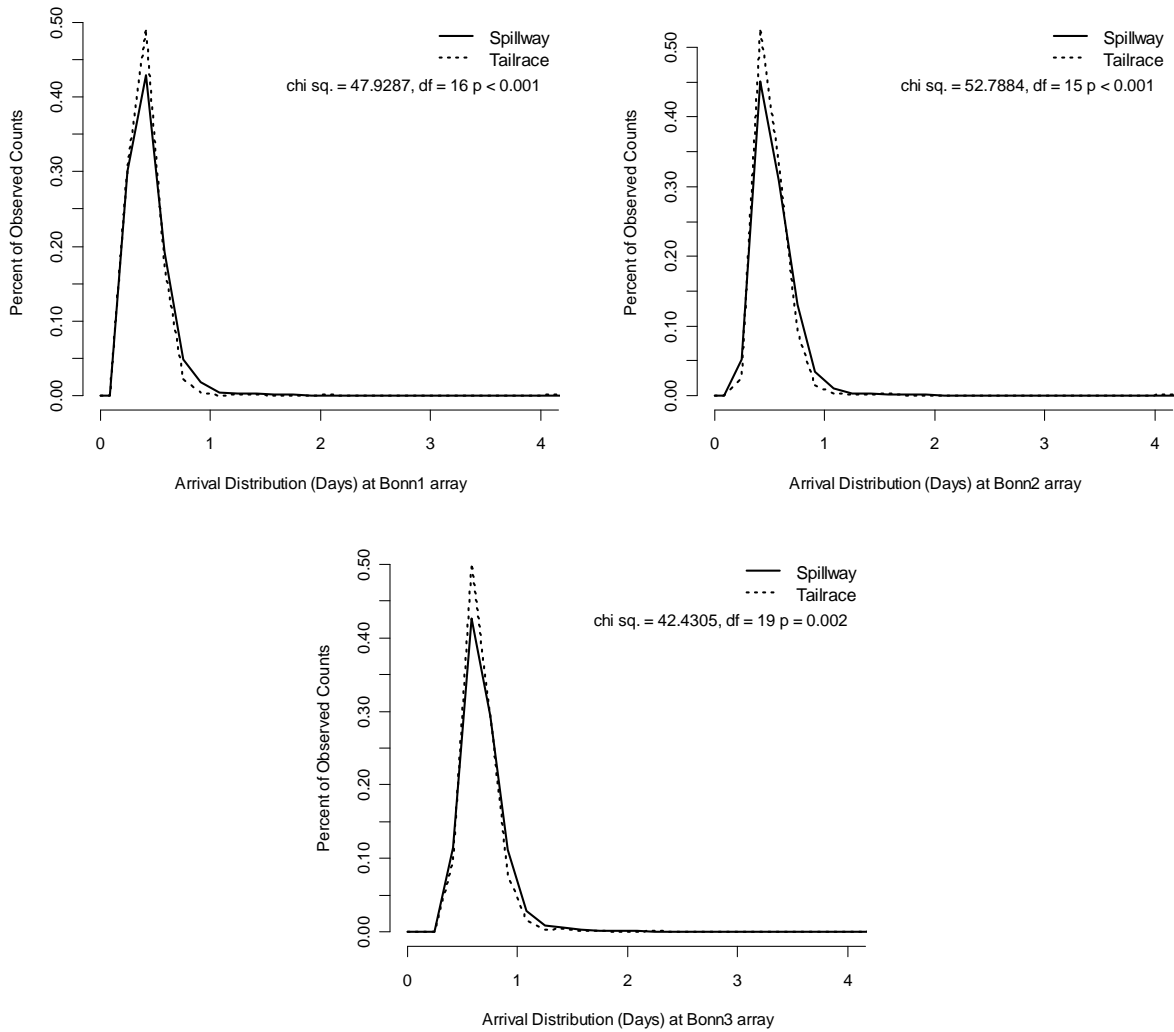 Spillway
Tailrace
chi sq. = 47.9287, df = 16 p < 0.001
Percent of Observed Counts
0.50
0.40
0.30
0.20
0.10
0.00
0 1 2 3 4
Arrival Distribution (Days) at Bonn1 array
Spillway
Tailrace
chi sq. = 52.7884, df = 15 p < 0.001
Percent of Observed Counts
0.50
0.40
0.30
0.20
0.10
0.00
0 1 2 3 4
Arrival Distribution (Days) at Bonn2 array
Spillway
Tailrace
chi sq. = 42.4305, df = 19 p = 0.002
Percent of Observed Counts
0.50
0.40
0.30
0.20
0.10
0.00
0 1 2 3 4
Arrival Distribution (Days) at Bonn3 array